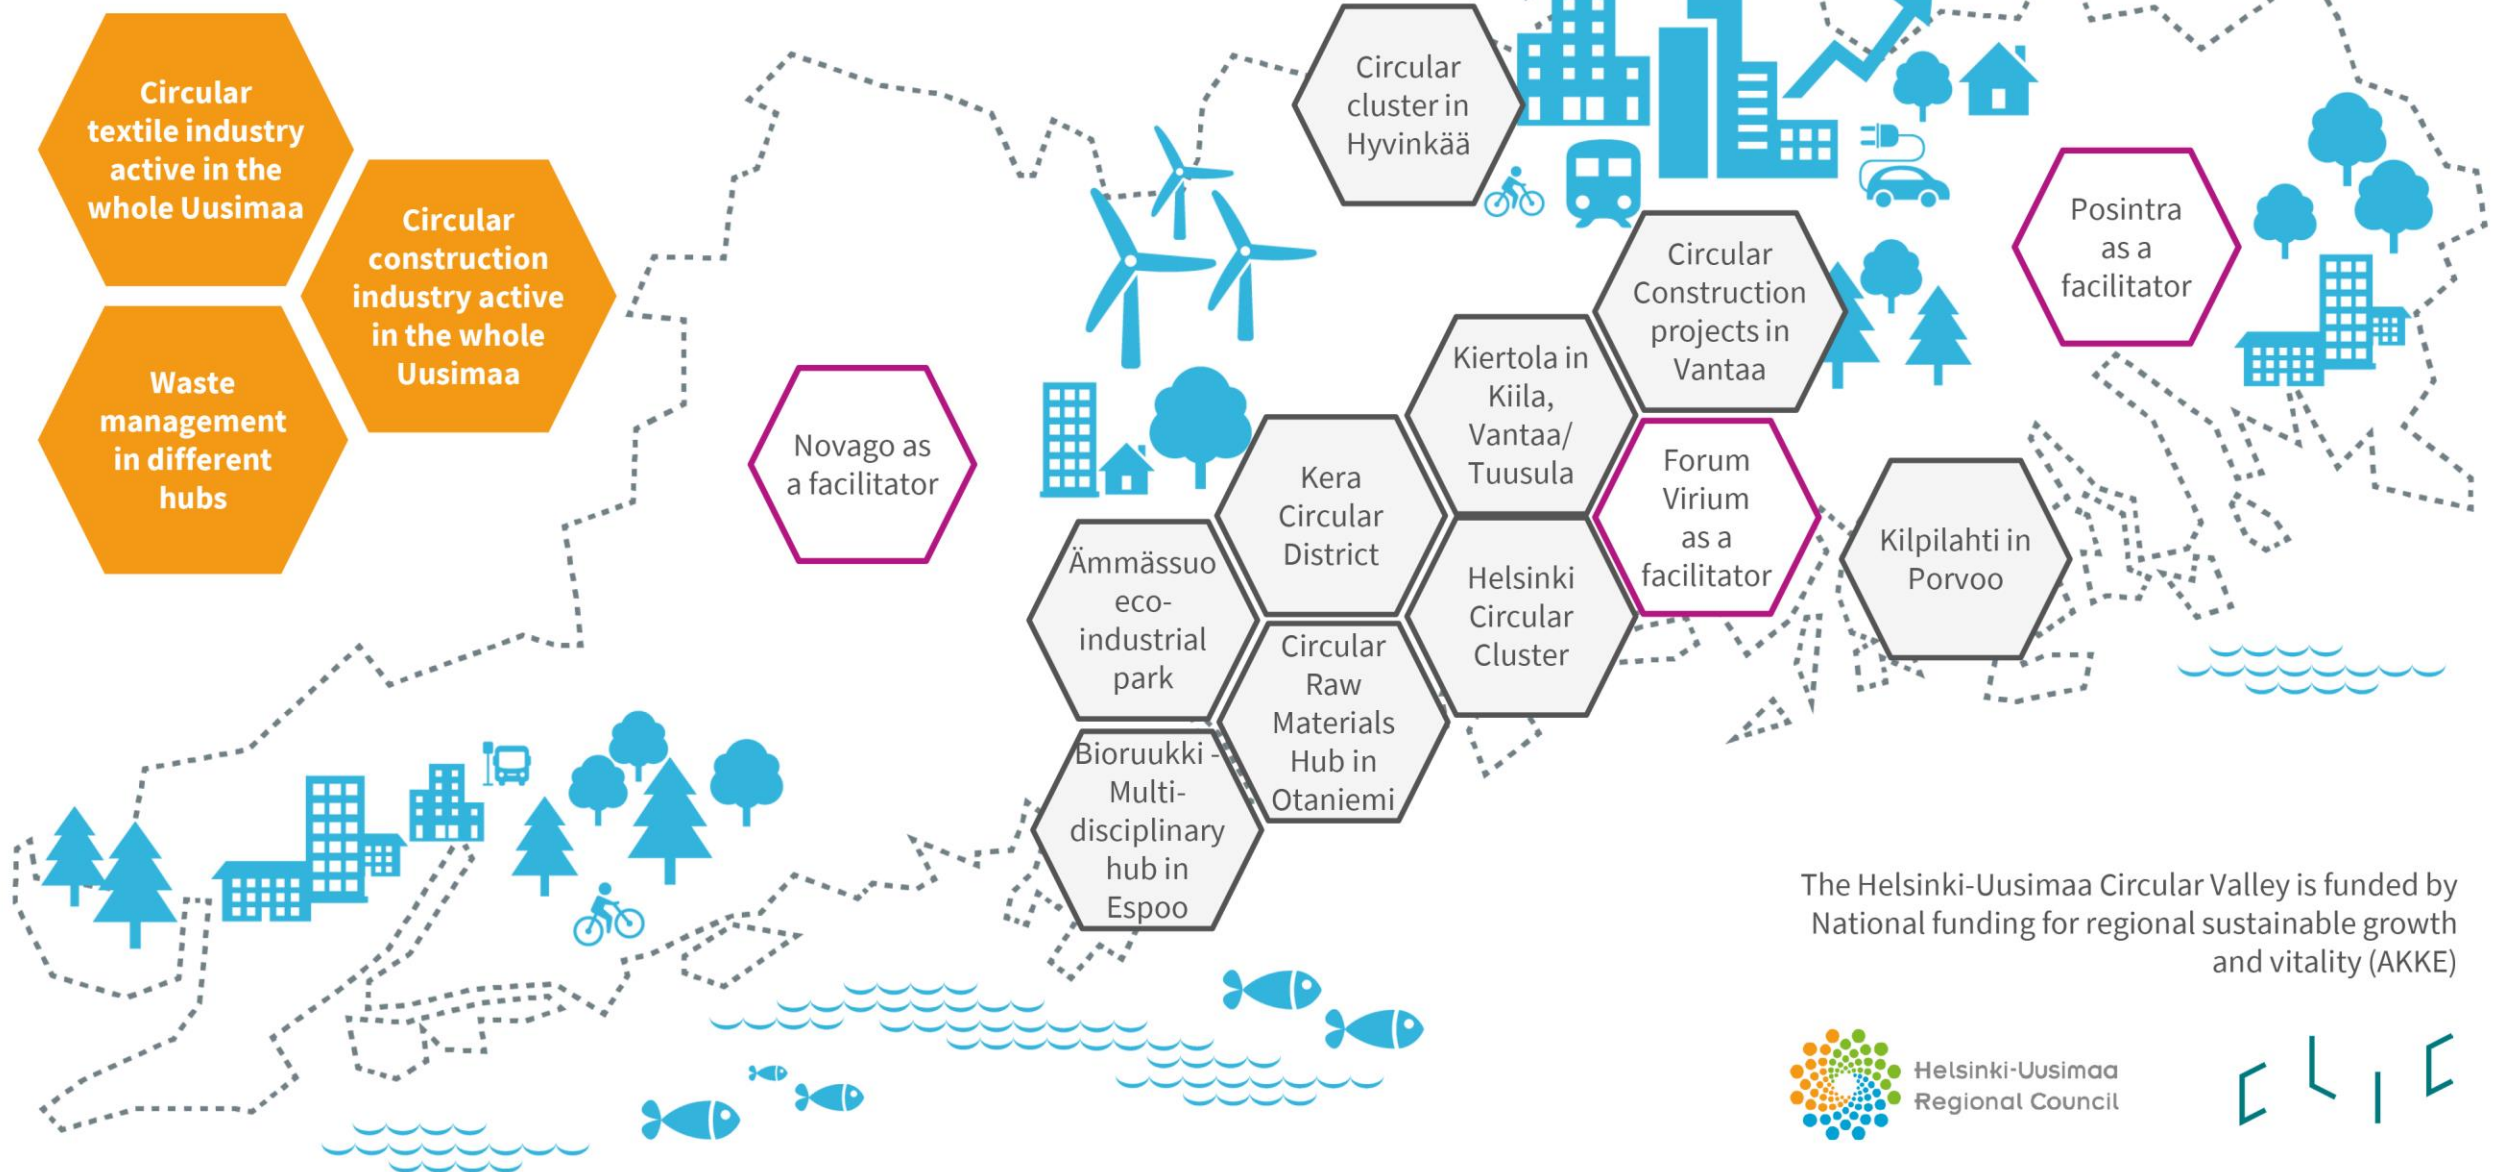 Circular
textile industry
active in the
whole Uusimaa
Circular
construction
industry active
in the whole
Uusimaa
Waste
management
in different
hubs
Circular
cluster in
Hyvinkää
Posintra
as a
facilitator
Circular
Construction
projects in
Vantaa
Kiertola in
Kiila,
Vantaa/
Tuusula
Novago as
a facilitator
Kera
Circular
District
Forum
Virium
as a
facilitator
Kilpilahti in
Porvoo
Ämmässuo
eco-
industrial
park
Helsinki
Circular
Cluster
Circular
Raw
Materials
Hub in
Otaniemi
Bioruukki -
Multi-
disciplinary
hub in
Espoo
The Helsinki-Uusimaa Circular Valley is funded by
National funding for regional sustainable growth
and vitality (AKKE)
Helsinki-Uusimaa
Regional Council
CLIC